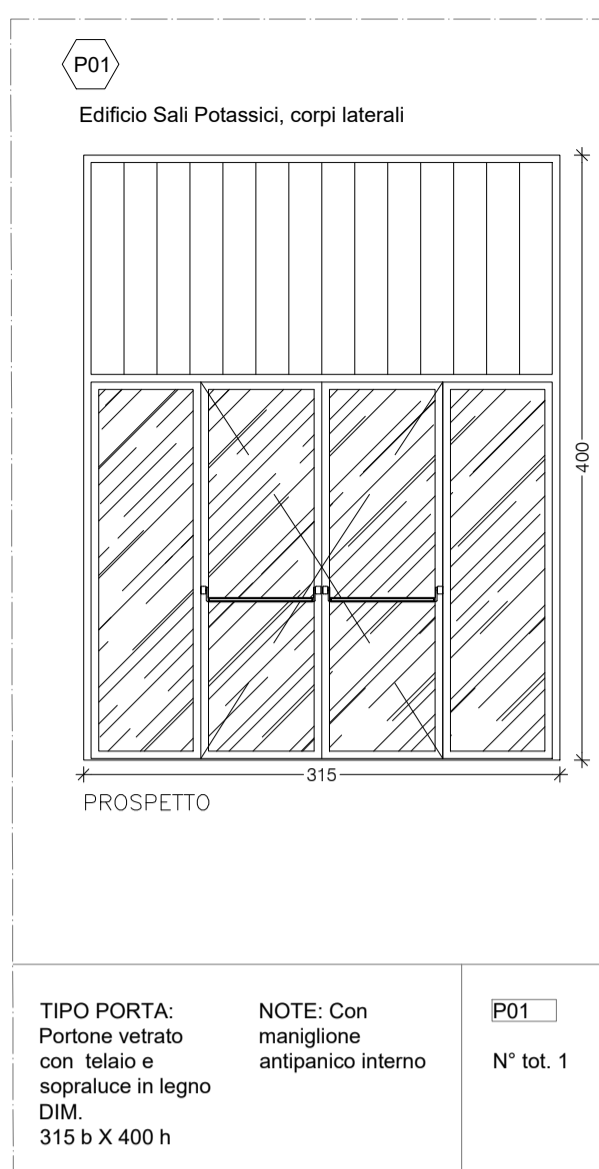 P01
Edificio Sali Potassici, corpi laterali
400
315
PROSPETTO
TIPO PORTA:
Portone vetrato
con telaio e
sopraluce in legno
DIM.
315 b X 400 h
NOTE: Con
maniglione
antipanico interno
P01
N° tot. 1